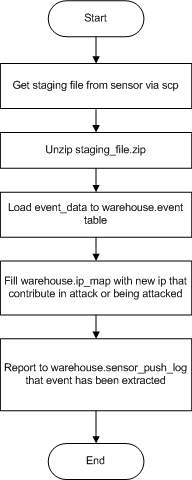 Start
Get staging file from sensor via scp
Unzip staging_file.zip
Load event_data to warehouse.event
table
Fill warehouse.ip_map with new ip that
contribute in attack or being attacked
Report to warehouse.sensor_push_log
that event has been extracted
End